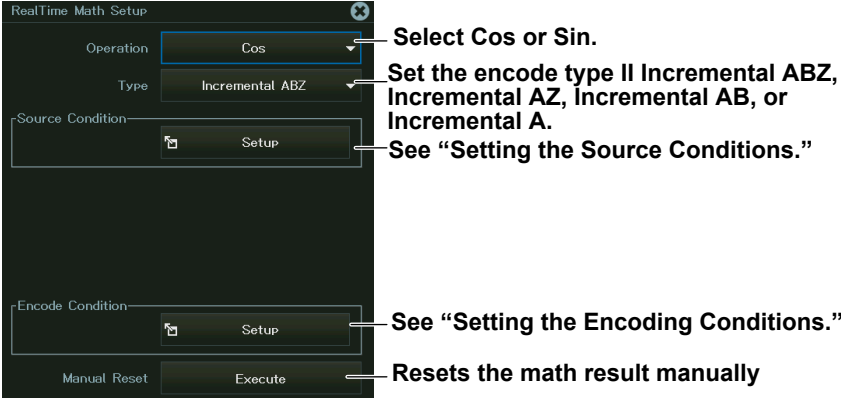 RealTime Math Setup
Operation
Cos
Select Cos or Sin.
Type
Incremental ABZ
Set the encode type II Incremental ABZ,
Incremental AZ, Incremental AB, or
Incremental A.
Source Condition
Setup
See “Setting the Source Conditions.”
Encode Condition
Setup
See “Setting the Encoding Conditions.”
Manual Reset
Execute
Resets the math result manually